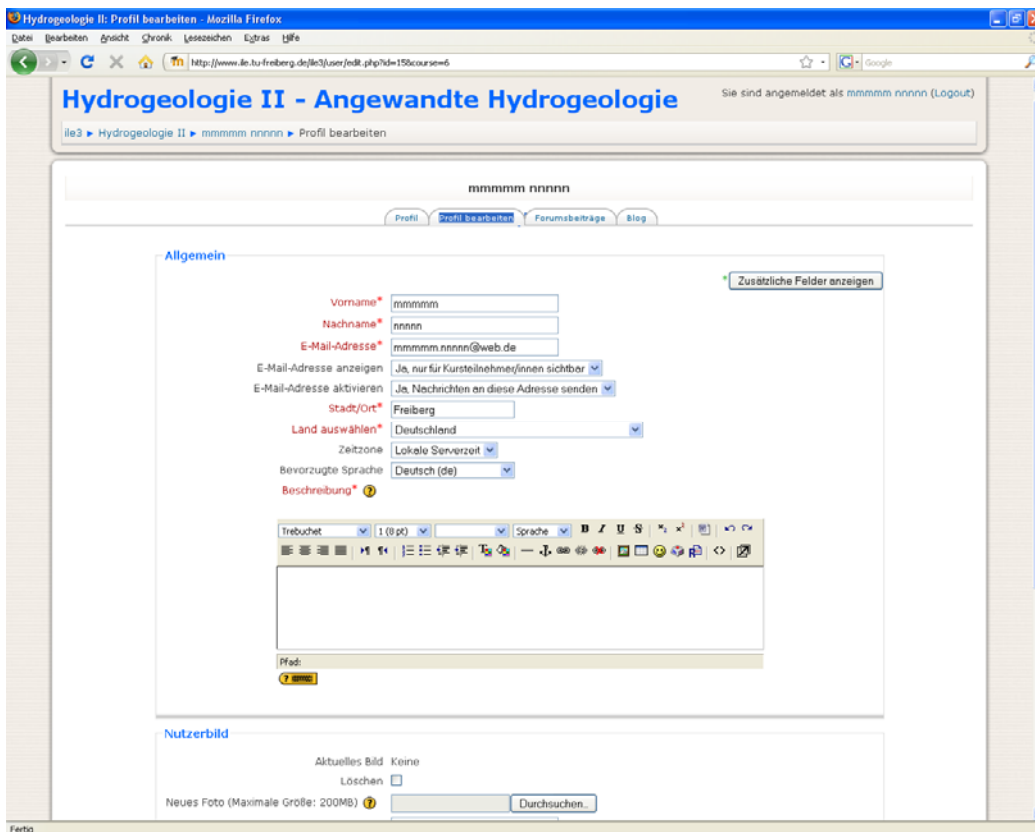 Hydrogeologie II: Profil bearbeiten - Mozilla Firefox
Datei Bearbeiten Ansicht Chronik Lesezeichen Extras Hilfe
http://www.ile.tu-freiberg.de/ile3/user/edit.php?id=15&course=6 Google
Hydrogeologie II - Angewandte Hydrogeologie
Sie sind angemeldet als mmmmm nnnnn (Logout)
ile3 ► Hydrogeologie II ► mmmmm nnnnn ► Profil bearbeiten
mmmmm nnnnn
Profil Profil bearbeiten Forumsbeiträge Blog
Allgemein
* Zusätzliche Felder anzeigen
Vorname* mmmmm
Nachname* nnnnn
E-Mail-Adresse* mmmmm.nnnnn@web.de
E-Mail-Adresse anzeigen Ja, nur für Kursteilnehmer/innen sichtbar
E-Mail-Adresse aktivieren Ja, Nachrichten an diese Adresse senden
Stadt/Ort* Freiberg
Land auswählen* Deutschland
Zeitzone Lokale Serverzeit
Bevorzugte Sprache Deutsch (de)
Beschreibung* ?
Trebuchet 1 (8 pt) Sprache B I U S
Pfad:
?
Nutzerbild
Aktuelles Bild Keine
Löschen
Neues Foto (Maximale Größe: 200MB) ? Durchsuchen...
Fertig